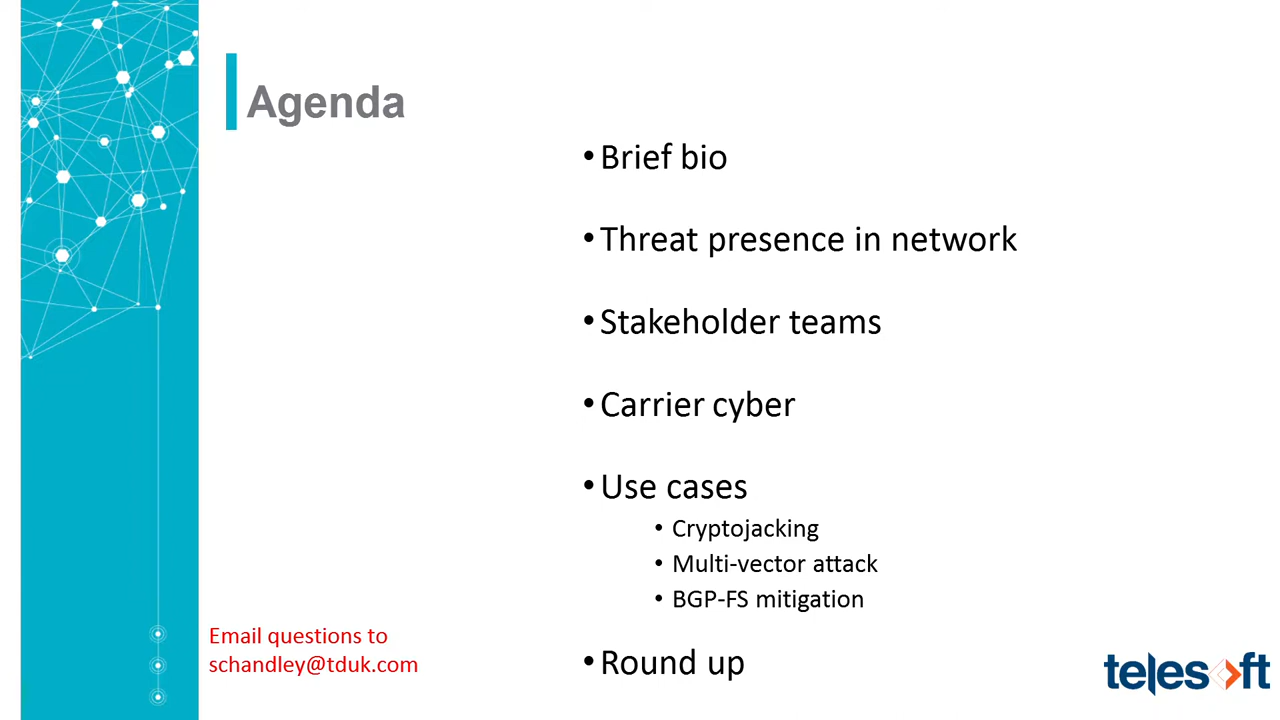 Agenda
• Brief bio
• Threat presence in network
• Stakeholder teams
• Carrier cyber
• Use cases
• Cryptojacking
• Multi-vector attack
• BGP-FS mitigation
• Round up
Email questions to
schandley@tduk.com
telesoft